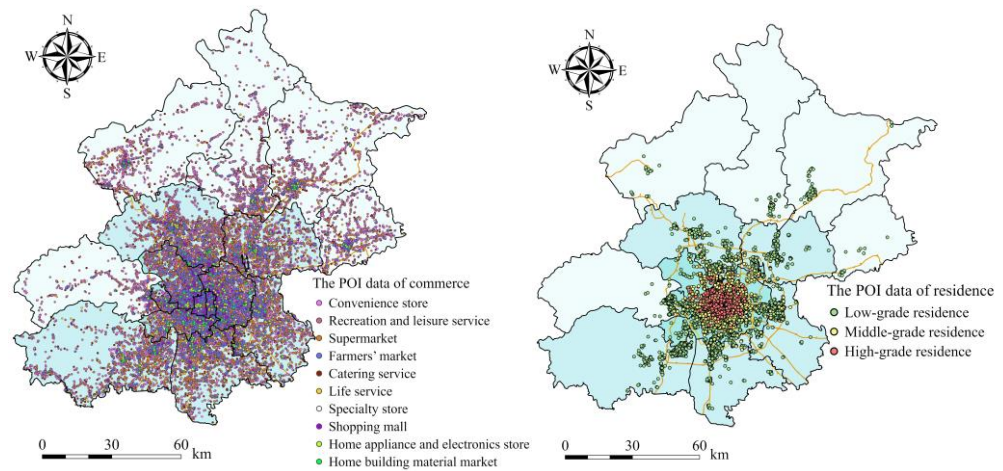 N
W
E
S
The POI data of commerce
Convenience store
Recreation and leisure service
Supermarket
Farmers' market
Catering service
Life service
Specialty store
Shopping mall
Home appliance and electronics store
Home building material market
0 30 60
km
N
W
E
S
The POI data of residence
Low-grade residence
Middle-grade residence
High-grade residence
0 30 60
km